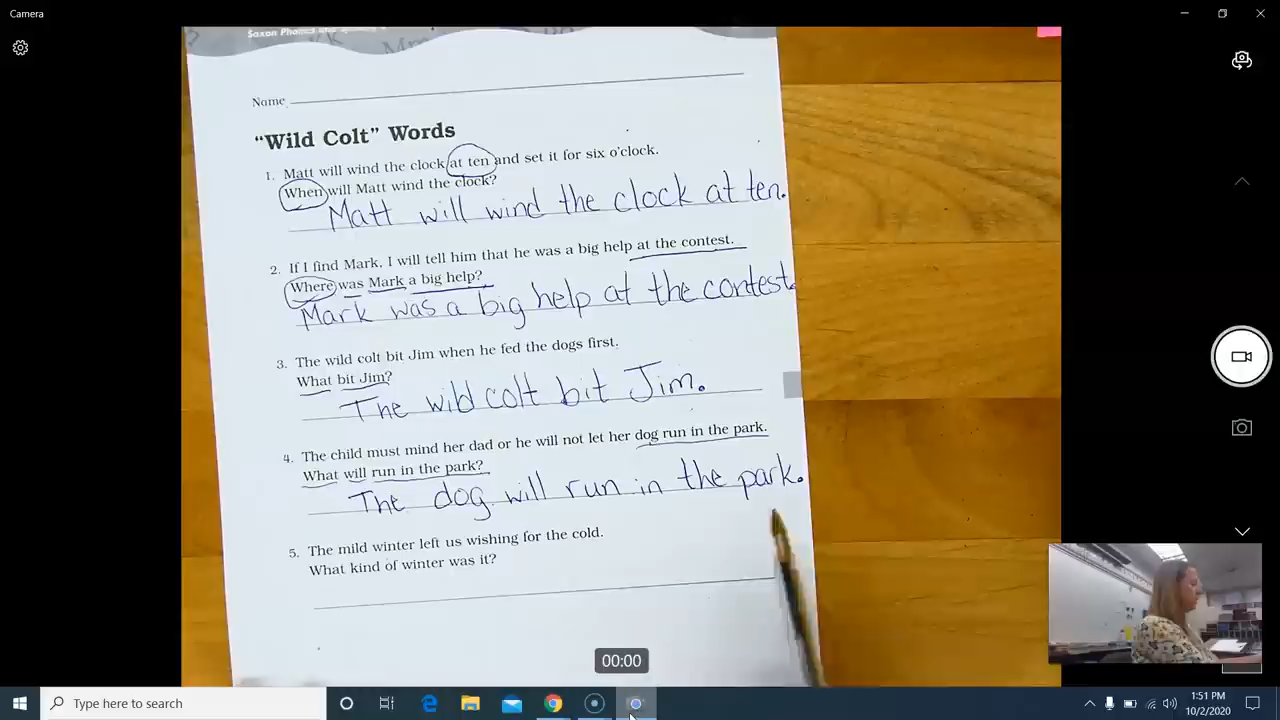 Camera
Saxon Phonics and Spelling
Name
"Wild Colt" Words
1. Matt will wind the clock at ten and set it for six o'clock.
When will Matt wind the clock?
Matt will wind the clock at ten.
2. If I find Mark, I will tell him that he was a big help at the contest.
Where was Mark a big help?
Mark was a big help at the contest.
3. The wild colt bit Jim when he fed the dogs first.
What bit Jim?
The wild colt bit Jim.
4. The child must mind her dad or he will not let her dog run in the park.
What will run in the park?
The dog will run in the park.
5. The mild winter left us wishing for the cold.
What kind of winter was it?
00:00
Type here to search
1:51 PM
10/2/2020